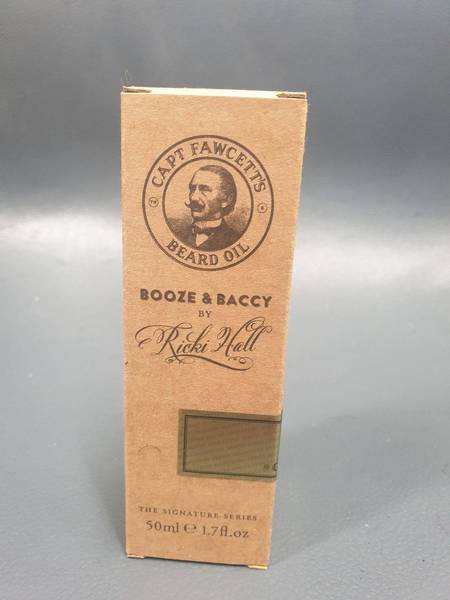 CAPT FAWCETT'S
BEARD OIL
BOOZE & BACCY
BY
Ricki Hall
THE SIGNATURE SERIES
50ml ℮ 1.7fl.oz